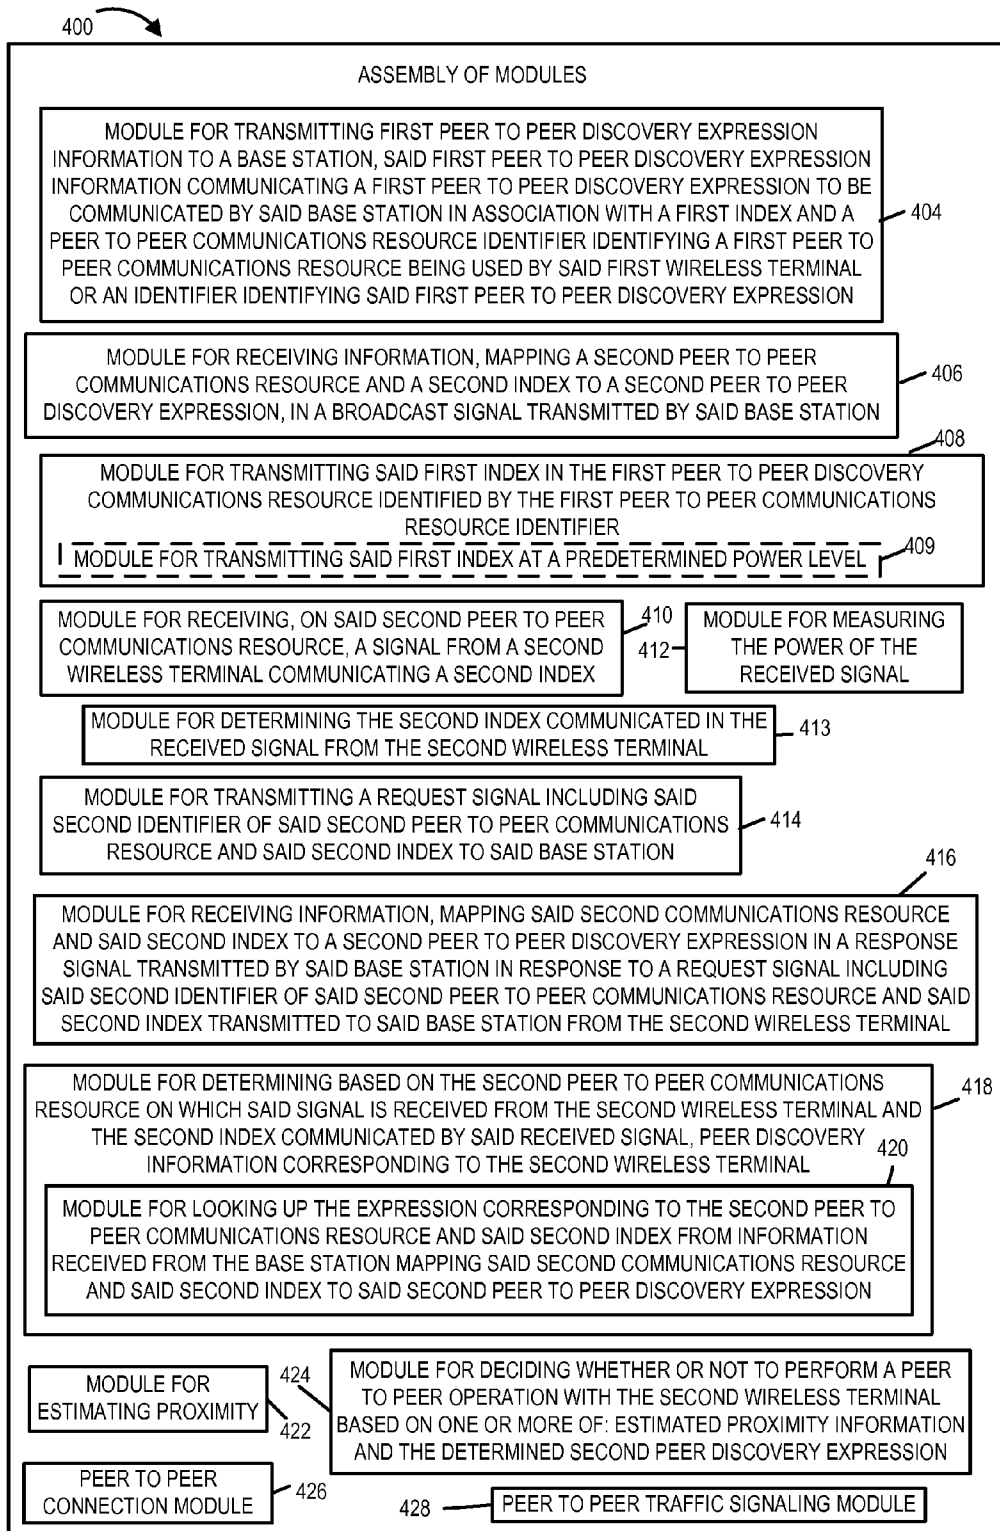 400
ASSEMBLY OF MODULES
MODULE FOR TRANSMITTING FIRST PEER TO PEER DISCOVERY EXPRESSION
INFORMATION TO A BASE STATION, SAID FIRST PEER TO PEER DISCOVERY EXPRESSION
INFORMATION COMMUNICATING A FIRST PEER TO PEER DISCOVERY EXPRESSION TO BE
COMMUNICATED BY SAID BASE STATION IN ASSOCIATION WITH A FIRST INDEX AND A
PEER TO PEER COMMUNICATIONS RESOURCE IDENTIFIER IDENTIFYING A FIRST PEER TO
PEER COMMUNICATIONS RESOURCE BEING USED BY SAID FIRST WIRELESS TERMINAL
OR AN IDENTIFIER IDENTIFYING SAID FIRST PEER TO PEER DISCOVERY EXPRESSION
404
MODULE FOR RECEIVING INFORMATION, MAPPING A SECOND PEER TO PEER
COMMUNICATIONS RESOURCE AND A SECOND INDEX TO A SECOND PEER TO PEER
DISCOVERY EXPRESSION, IN A BROADCAST SIGNAL TRANSMITTED BY SAID BASE STATION
406
408
MODULE FOR TRANSMITTING SAID FIRST INDEX IN THE FIRST PEER TO PEER DISCOVERY
COMMUNICATIONS RESOURCE IDENTIFIED BY THE FIRST PEER TO PEER COMMUNICATIONS
RESOURCE IDENTIFIER
MODULE FOR TRANSMITTING SAID FIRST INDEX AT A PREDETERMINED POWER LEVEL
409
MODULE FOR RECEIVING, ON SAID SECOND PEER TO PEER
COMMUNICATIONS RESOURCE, A SIGNAL FROM A SECOND
WIRELESS TERMINAL COMMUNICATING A SECOND INDEX
410
412
MODULE FOR MEASURING
THE POWER OF THE
RECEIVED SIGNAL
MODULE FOR DETERMINING THE SECOND INDEX COMMUNICATED IN THE
RECEIVED SIGNAL FROM THE SECOND WIRELESS TERMINAL
413
MODULE FOR TRANSMITTING A REQUEST SIGNAL INCLUDING SAID
SECOND IDENTIFIER OF SAID SECOND PEER TO PEER COMMUNICATIONS
RESOURCE AND SAID SECOND INDEX TO SAID BASE STATION
414
416
MODULE FOR RECEIVING INFORMATION, MAPPING SAID SECOND COMMUNICATIONS RESOURCE
AND SAID SECOND INDEX TO A SECOND PEER TO PEER DISCOVERY EXPRESSION IN A RESPONSE
SIGNAL TRANSMITTED BY SAID BASE STATION IN RESPONSE TO A REQUEST SIGNAL INCLUDING
SAID SECOND IDENTIFIER OF SAID SECOND PEER TO PEER COMMUNICATIONS RESOURCE AND SAID
SECOND INDEX TRANSMITTED TO SAID BASE STATION FROM THE SECOND WIRELESS TERMINAL
MODULE FOR DETERMINING BASED ON THE SECOND PEER TO PEER COMMUNICATIONS
RESOURCE ON WHICH SAID SIGNAL IS RECEIVED FROM THE SECOND WIRELESS TERMINAL AND
THE SECOND INDEX COMMUNICATED BY SAID RECEIVED SIGNAL, PEER DISCOVERY
INFORMATION CORRESPONDING TO THE SECOND WIRELESS TERMINAL
418
420
MODULE FOR LOOKING UP THE EXPRESSION CORRESPONDING TO THE SECOND PEER TO
PEER COMMUNICATIONS RESOURCE AND SAID SECOND INDEX FROM INFORMATION
RECEIVED FROM THE BASE STATION MAPPING SAID SECOND COMMUNICATIONS RESOURCE
AND SAID SECOND INDEX TO SAID SECOND PEER TO PEER DISCOVERY EXPRESSION
MODULE FOR
ESTIMATING PROXIMITY
422
424
MODULE FOR DECIDING WHETHER OR NOT TO PERFORM A PEER
TO PEER OPERATION WITH THE SECOND WIRELESS TERMINAL
BASED ON ONE OR MORE OF: ESTIMATED PROXIMITY INFORMATION
AND THE DETERMINED SECOND PEER DISCOVERY EXPRESSION
PEER TO PEER
CONNECTION MODULE
426
428
PEER TO PEER TRAFFIC SIGNALING MODULE